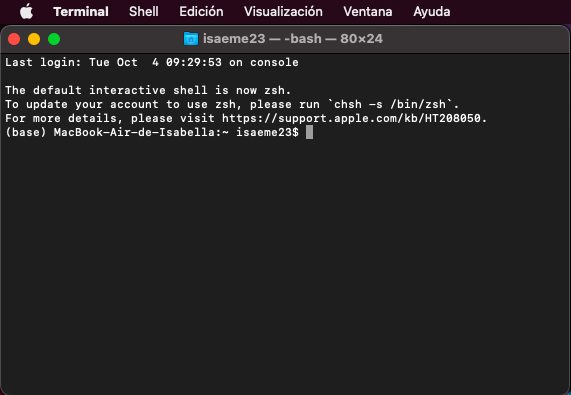 Terminal Shell Edición Visualización Ventana Ayuda
isaeme23 — -bash — 80×24
Last login: Tue Oct  4 09:29:53 on console
The default interactive shell is now zsh.
To update your account to use zsh, please run `chsh -s /bin/zsh`.
For more details, please visit https://support.apple.com/kb/HT208050.
(base) MacBook-Air-de-Isabella:~ isaeme23$